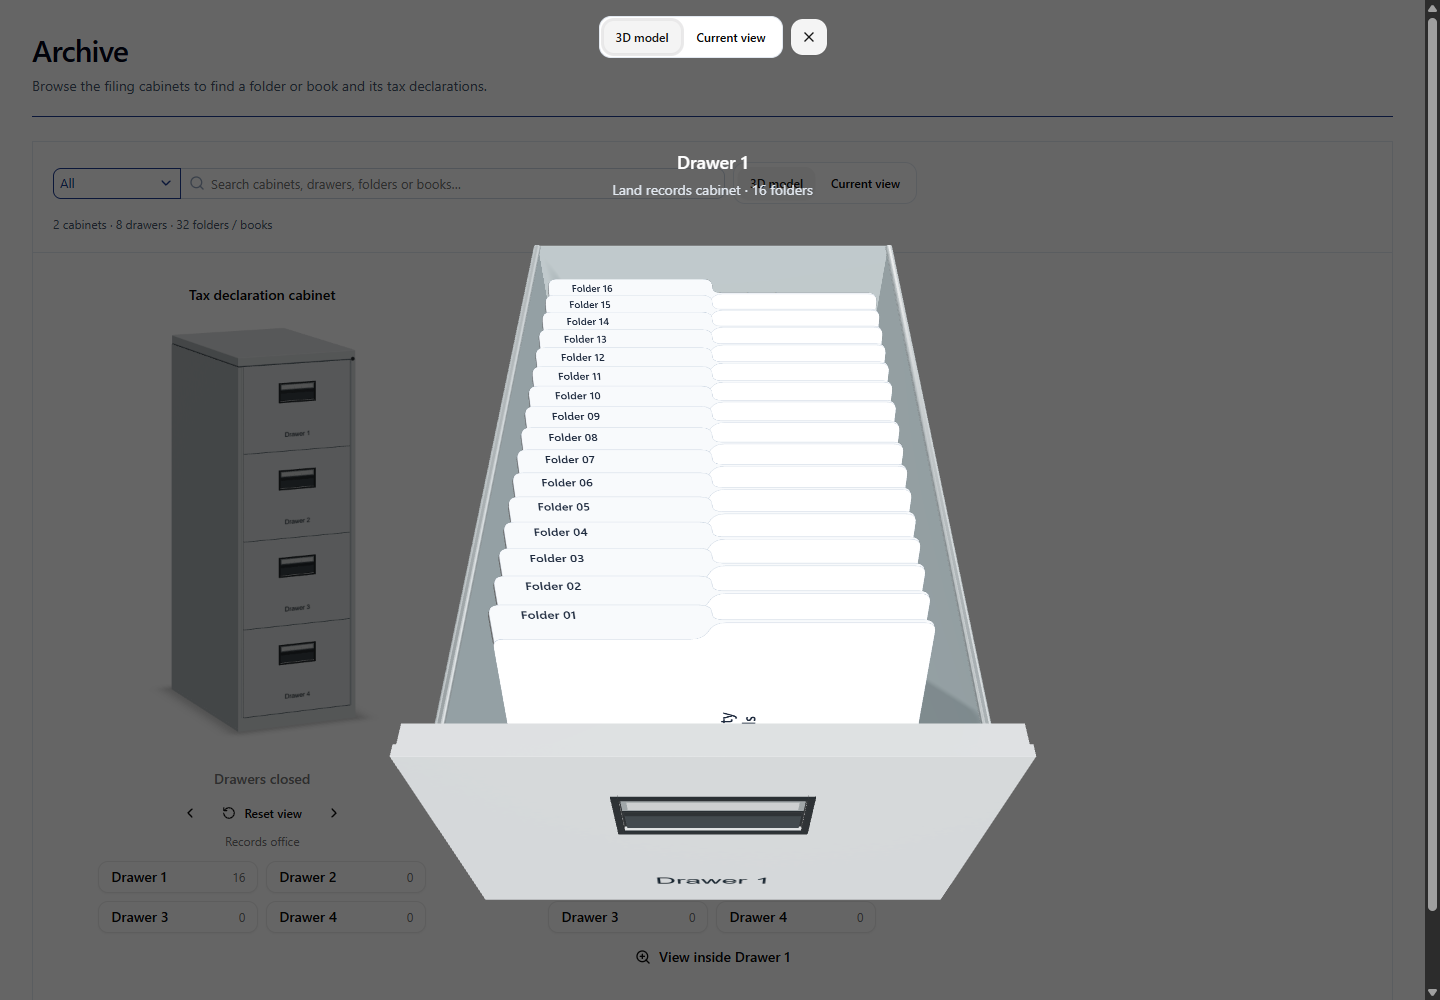 3D model
Current view
Archive
Browse the filing cabinets to find a folder or book and its tax declarations.
Drawer 1
Land records cabinet · 16 folders
All
Search cabinets, drawers, folders or books...
3D model
Current view
2 cabinets · 8 drawers · 32 folders / books
Tax declaration cabinet
Drawer 1
Drawer 2
Drawer 3
Drawer 4
Folder 16
Folder 15
Folder 14
Folder 13
Folder 12
Folder 11
Folder 10
Folder 09
Folder 08
Folder 07
Folder 06
Folder 05
Folder 04
Folder 03
Folder 02
Folder 01
Drawer 1
Drawers closed
Reset view
Records office
Drawer 1 16
Drawer 2 0
Drawer 3 0
Drawer 4 0
Drawer 3 0
Drawer 4 0
View inside Drawer 1